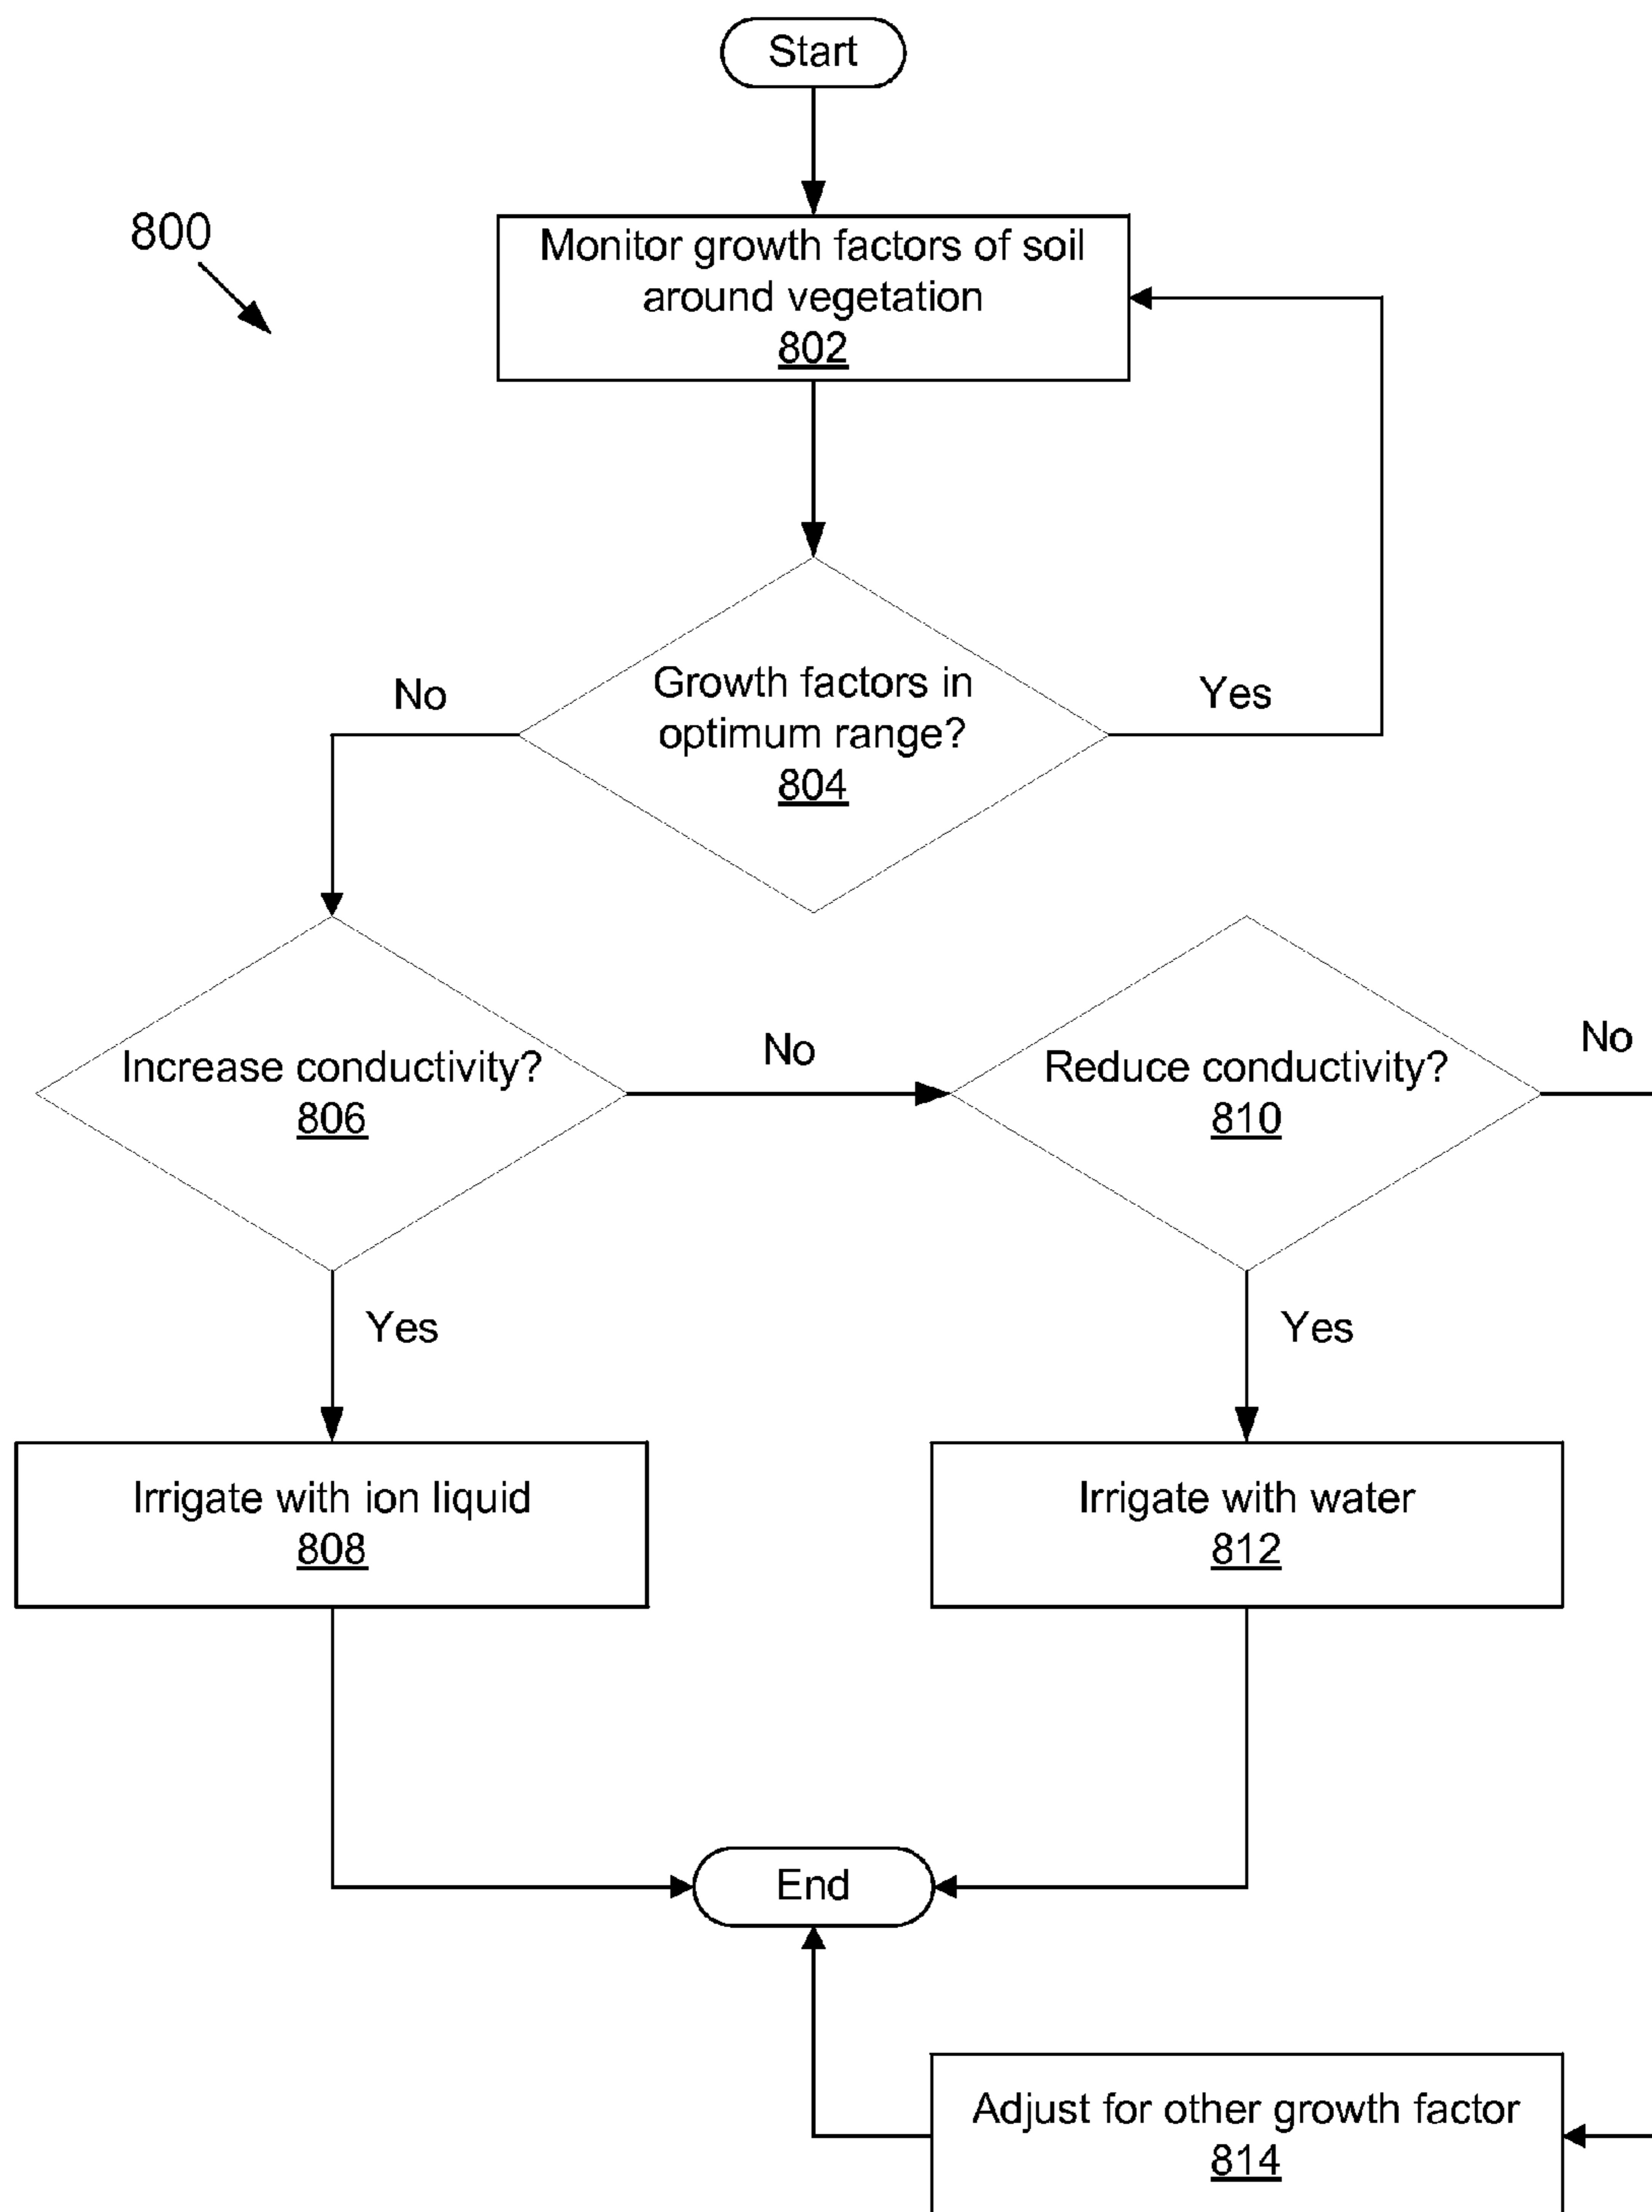 Start
800
Monitor growth factors of soil
around vegetation
802
Growth factors in
optimum range?
804
No
Yes
Increase conductivity?
806
No
Reduce conductivity?
810
No
Yes
Yes
Irrigate with ion liquid
808
Irrigate with water
812
End
Adjust for other growth factor
814